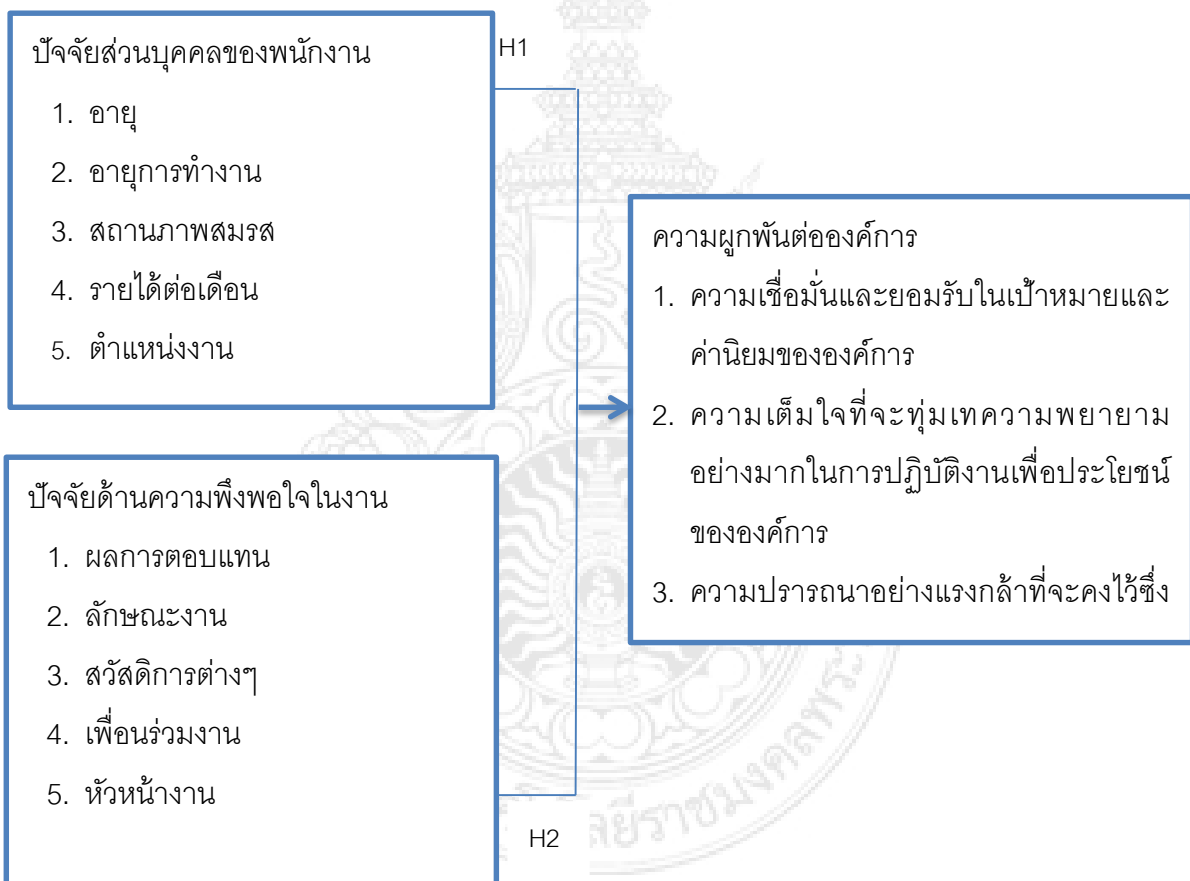 ปัจจัยส่วนบุคคลของพนักงาน
1. อายุ
2. อายุการทำงาน
3. สถานภาพสมรส
4. รายได้ต่อเดือน
5. ตำแหน่งงาน
H1
ปัจจัยด้านความพึงพอใจในงาน
1. ผลการตอบแทน
2. ลักษณะงาน
3. สวัสดิการต่างๆ
4. เพื่อนร่วมงาน
5. หัวหน้างาน
H2
ความผูกพันต่อองค์การ
1. ความเชื่อมั่นและยอมรับในเป้าหมายและ
ค่านิยมขององค์การ
2. ความเต็มใจที่จะทุ่มเทความพยายาม
อย่างมากในการปฏิบัติงานเพื่อประโยชน์
ขององค์การ
3. ความปรารถนาอย่างแรงกล้าที่จะคงไว้ซึ่ง